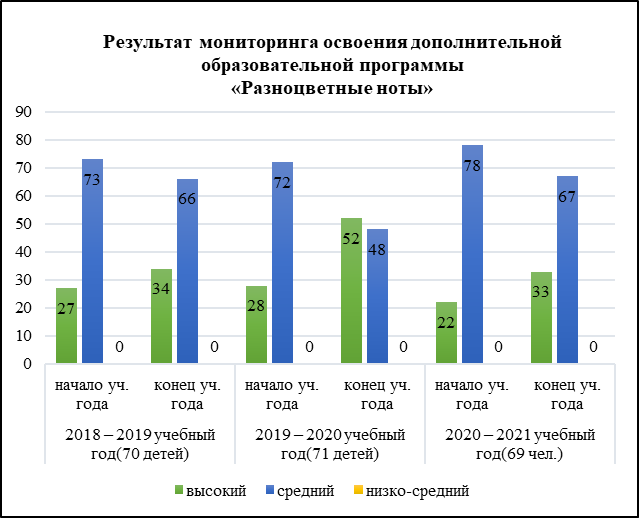 Результат мониторинга освоения дополнительной
образовательной программы
«Разноцветные ноты»
90
80
70
60
50
40
30
20
10
0
27
73
0
34
66
0
28
72
0
52
48
0
22
78
0
33
67
0
начало уч. года
конец уч. года
начало уч. года
конец уч. года
начало уч. года
конец уч. года
2018 – 2019 учебный
год(70 детей)
2019 – 2020 учебный
год(71 детей)
2020 – 2021 учебный
год(69 чел.)
высокий
средний
низко-средний